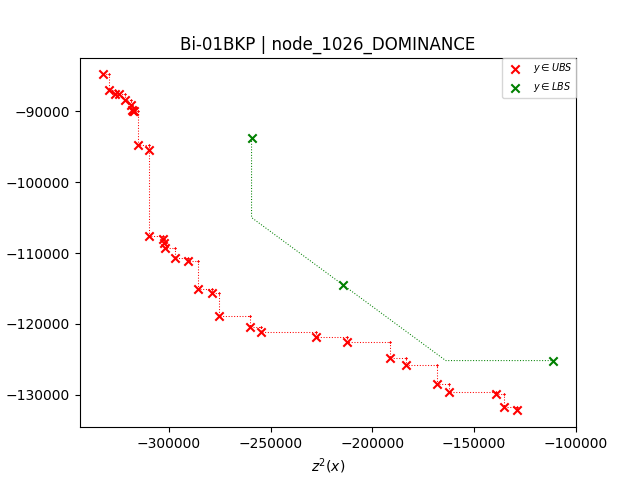 Bi-01BKP | node_1026_DOMINANCE
y ∈ UBS
y ∈ LBS
−90000
−100000
−110000
−120000
−130000
−300000 −250000 −200000 −150000 −100000
z²(x)